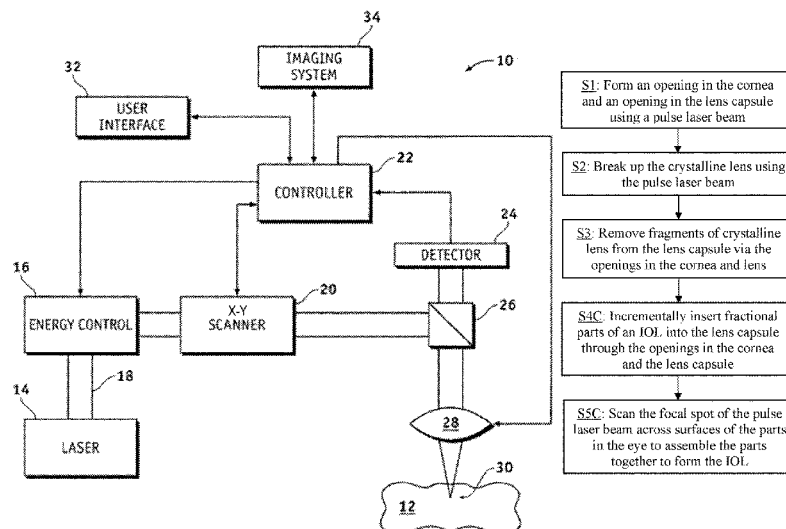 34
IMAGING
SYSTEM
10
32
USER
INTERFACE
22
CONTROLLER
24
DETECTOR
16
ENERGY CONTROL
20
X-Y
SCANNER
26
18
14
LASER
28
30
12
S1: Form an opening in the cornea
and an opening in the lens capsule
using a pulse laser beam
S2: Break up the crystalline lens using
the pulse laser beam
S3: Remove fragments of crystalline
lens from the lens capsule via the
openings in the cornea and lens
S4C: Incrementally insert fractional
parts of an IOL into the lens capsule
through the openings in the cornea
and the lens capsule
S5C: Scan the focal spot of the pulse
laser beam across surfaces of the parts
in the eye to assemble the parts
together to form the IOL